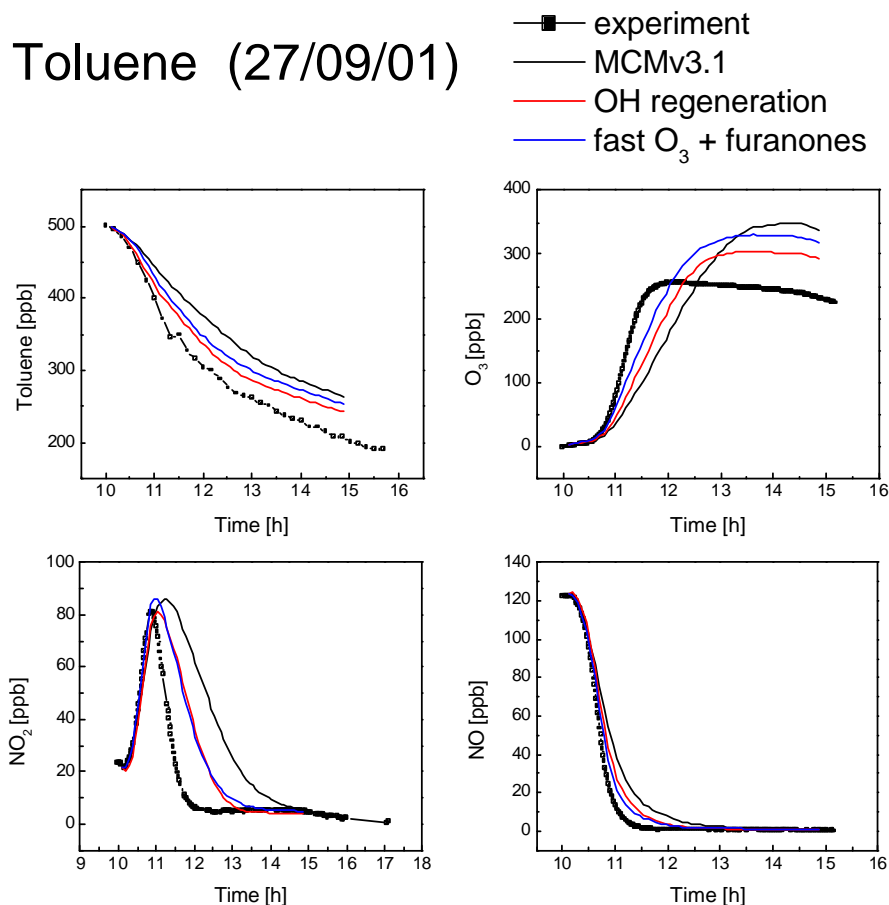 Toluene (27/09/01)
experiment
MCMv3.1
OH regeneration
fast O₃ + furanones
500
400
300
200
Toluene [ppb]
10 11 12 13 14 15 16
Time [h]
400
350
300
250
200
150
100
50
0
O₃ [ppb]
10 11 12 13 14 15 16
Time [h]
100
80
60
40
20
0
NO₂ [ppb]
9 10 11 12 13 14 15 16 17 18
Time [h]
140
120
100
80
60
40
20
0
NO [ppb]
10 11 12 13 14 15 16
Time [h]